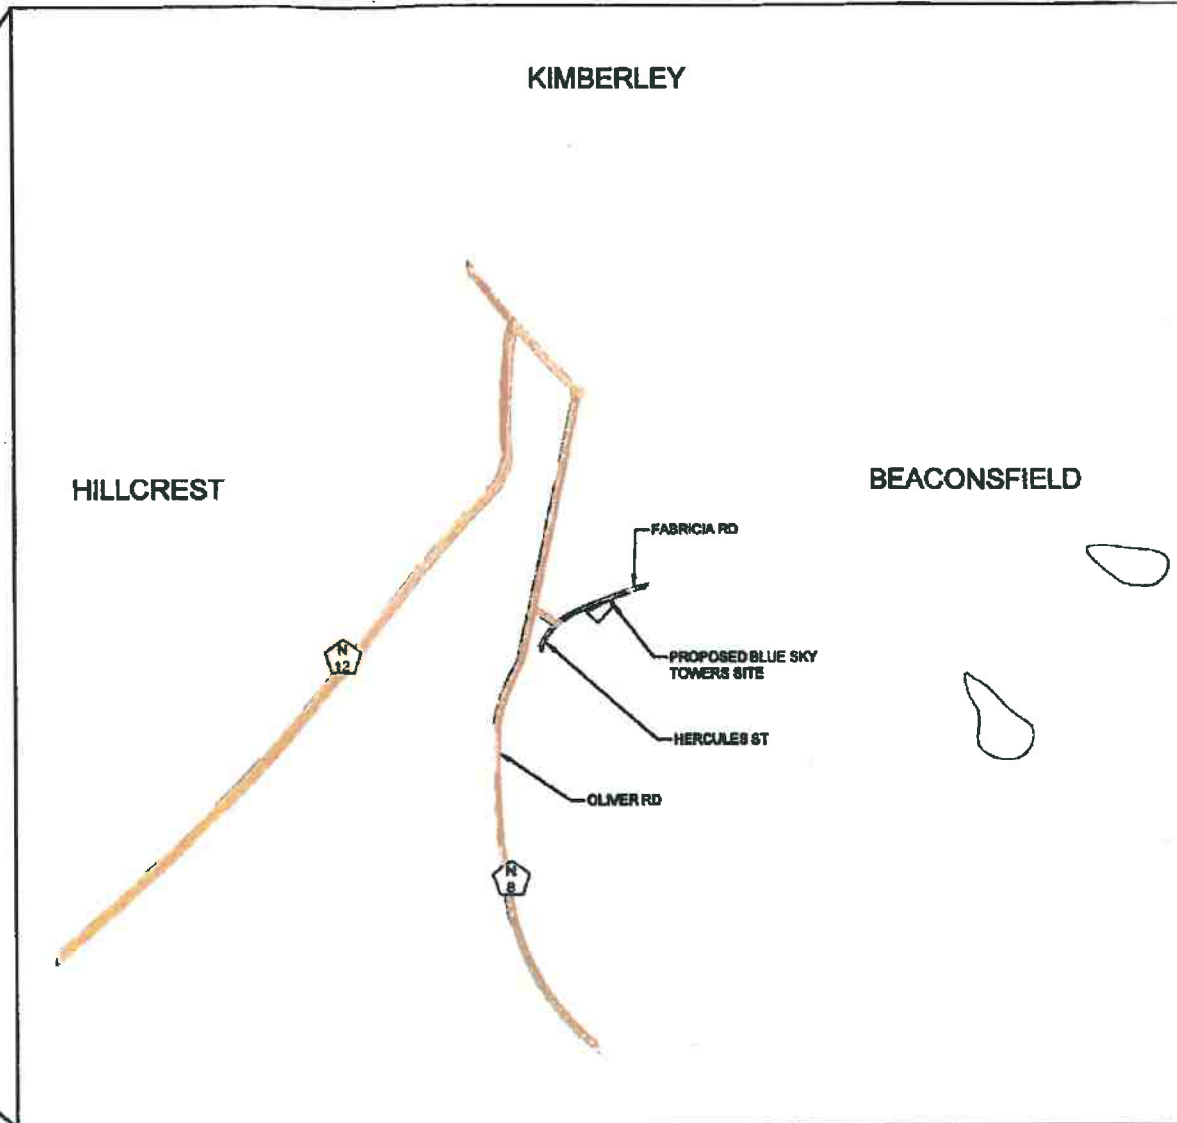 KIMBERLEY
HILLCREST
BEACONSFIELD
FABRICIA RD
N
12
PROPOSED BLUE SKY
TOWERS SITE
HERCULES ST
OLIVER RD
N
8